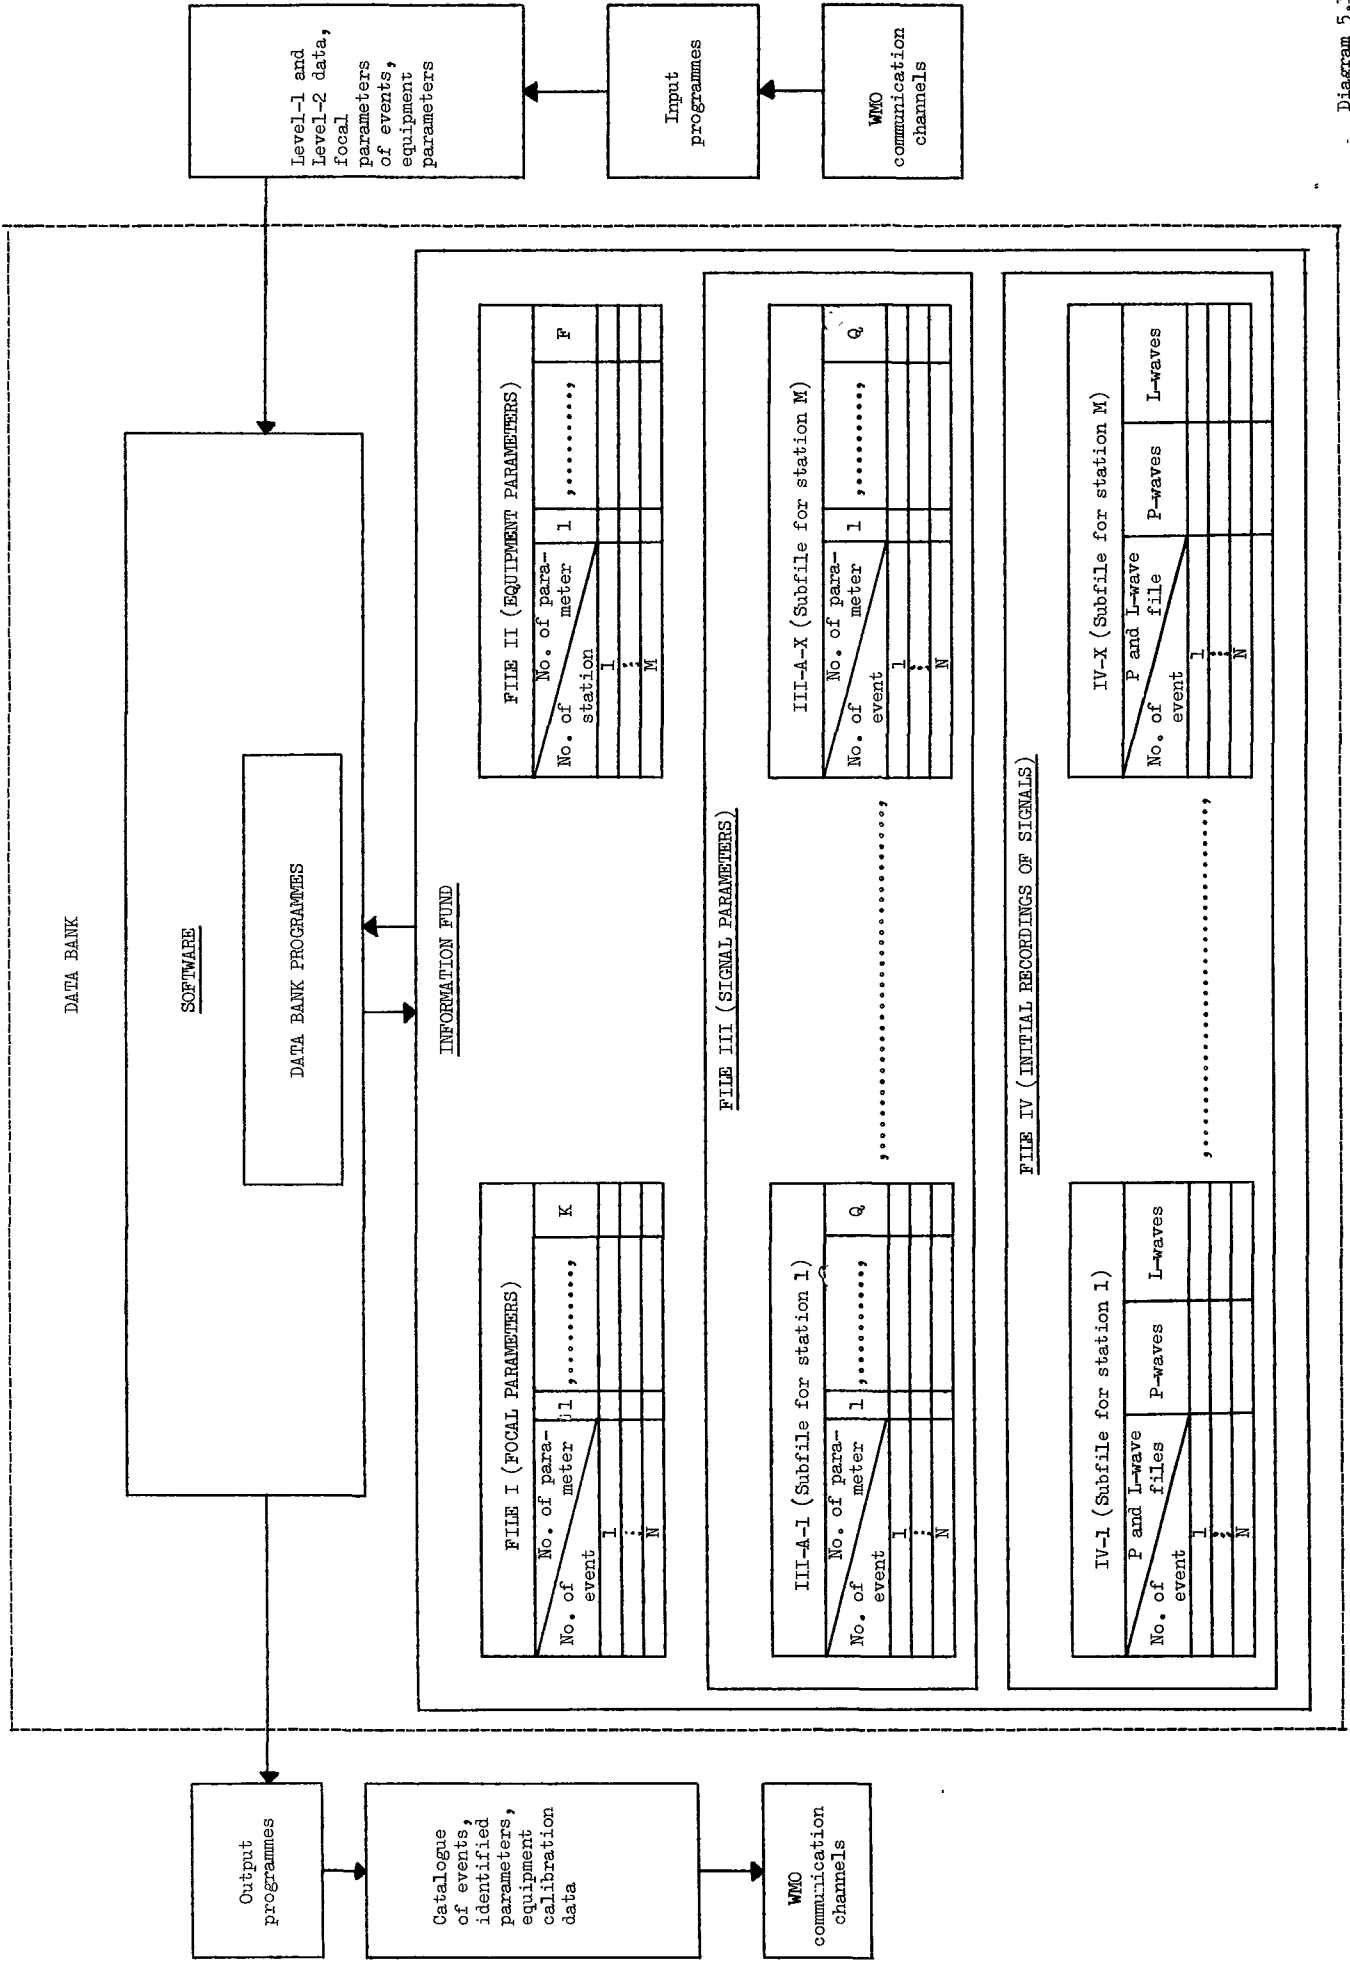 DATA BANK
SOFTWARE
DATA BANK PROGRAMMES
INFORMATION FUND
Output
programmes
Catalogue
of events,
identified
parameters,
equipment
calibration
data
WMO
communication
channels
FILE I (FOCAL PARAMETERS)
No. of para-
meter
No. of
event
1
,.........,
K
1
N
FILE II (EQUIPMENT PARAMETERS)
No. of para-
meter
No. of
station
1
,.........,
F
1
M
FILE III (SIGNAL PARAMETERS)
III-A-1 (Subfile for station 1)
No. of para-
meter
No. of
event
1
,.........,
Q
1
N
III-A-X (Subfile for station M)
No. of para-
meter
No. of
event
1
,.........,
Q
1
N
FILE IV (INITIAL RECORDINGS OF SIGNALS)
IV-1 (Subfile for station 1)
P and L-wave
files
No. of
event
P-waves
L-waves
1
N
IV-X (Subfile for station M)
P and L-wave
file
No. of
event
P-waves
L-waves
1
N
Level-1 and
Level-2 data,
focal
parameters
of events,
equipment
parameters
Input
programmes
WMO
communication
channels
Diagram 5.